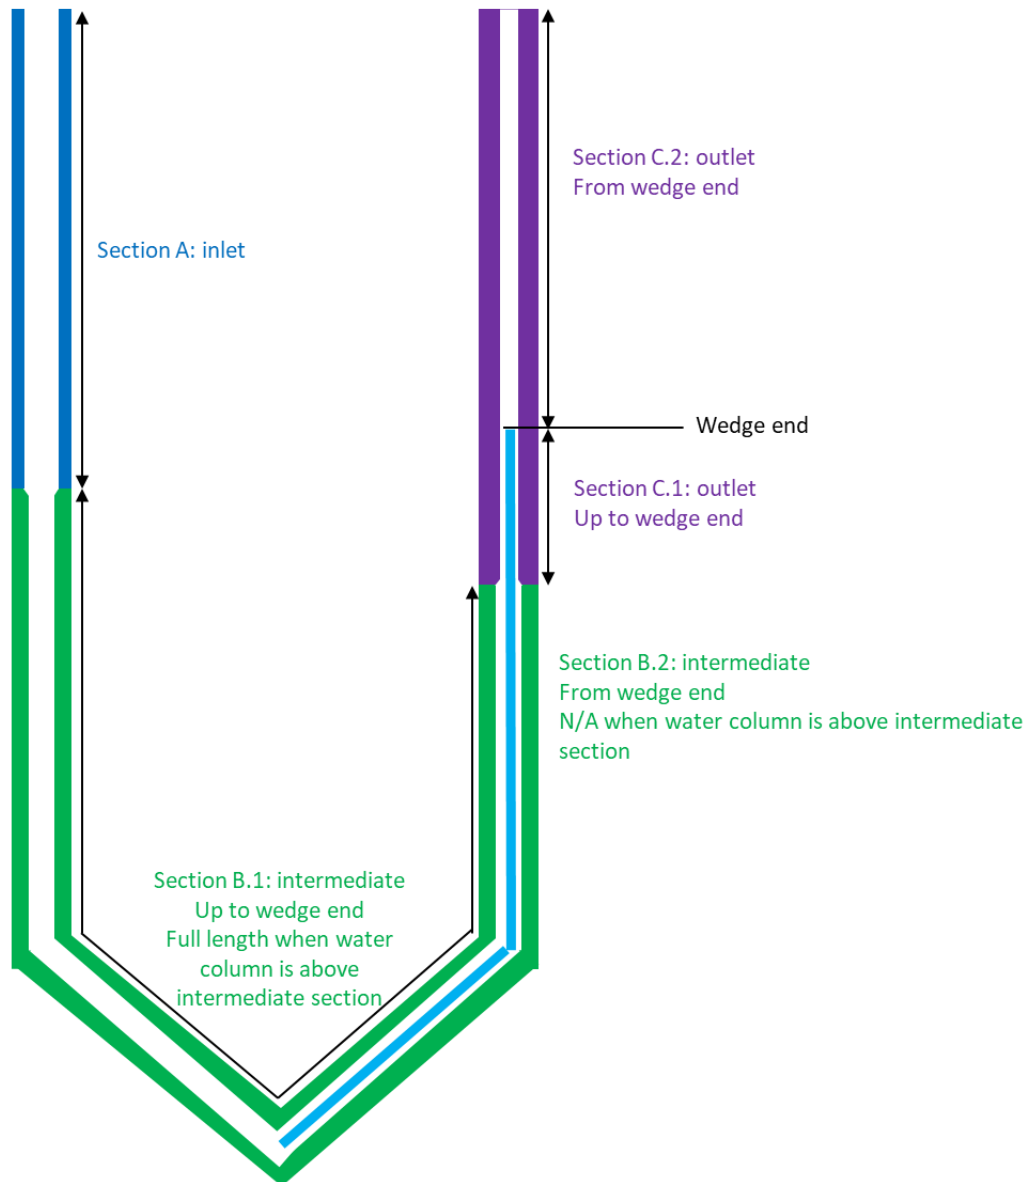 Section C.2: outlet
From wedge end
Section A: inlet
Wedge end
Section C.1: outlet
Up to wedge end
Section B.2: intermediate
From wedge end
N/A when water column is above intermediate
section
Section B.1: intermediate
Up to wedge end
Full length when water
column is above
intermediate section